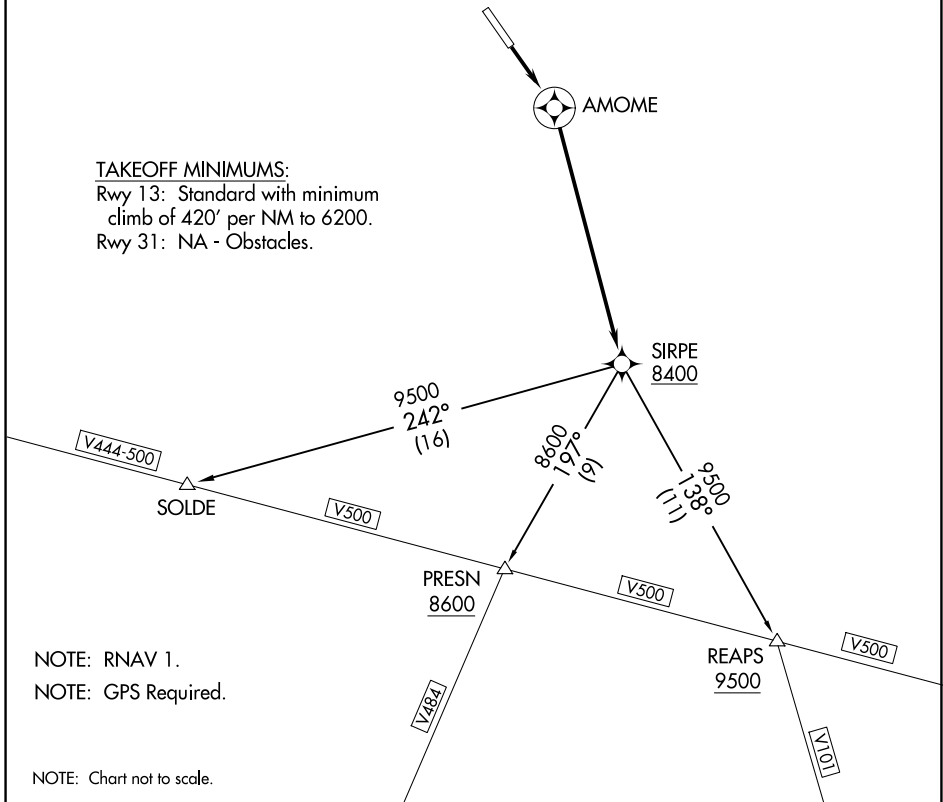 AMOME
TAKEOFF MINIMUMS:
Rwy 13: Standard with minimum
climb of 420' per NM to 6200.
Rwy 31: NA - Obstacles.
SIRPE
8400
9500
242°
(16)
8600
197°
(9)
9500
138°
(11)
V444-500
SOLDE
V500
PRESN
8600
V500
REAPS
9500
V500
NOTE: RNAV 1.
NOTE: GPS Required.
V484
V101
NOTE: Chart not to scale.